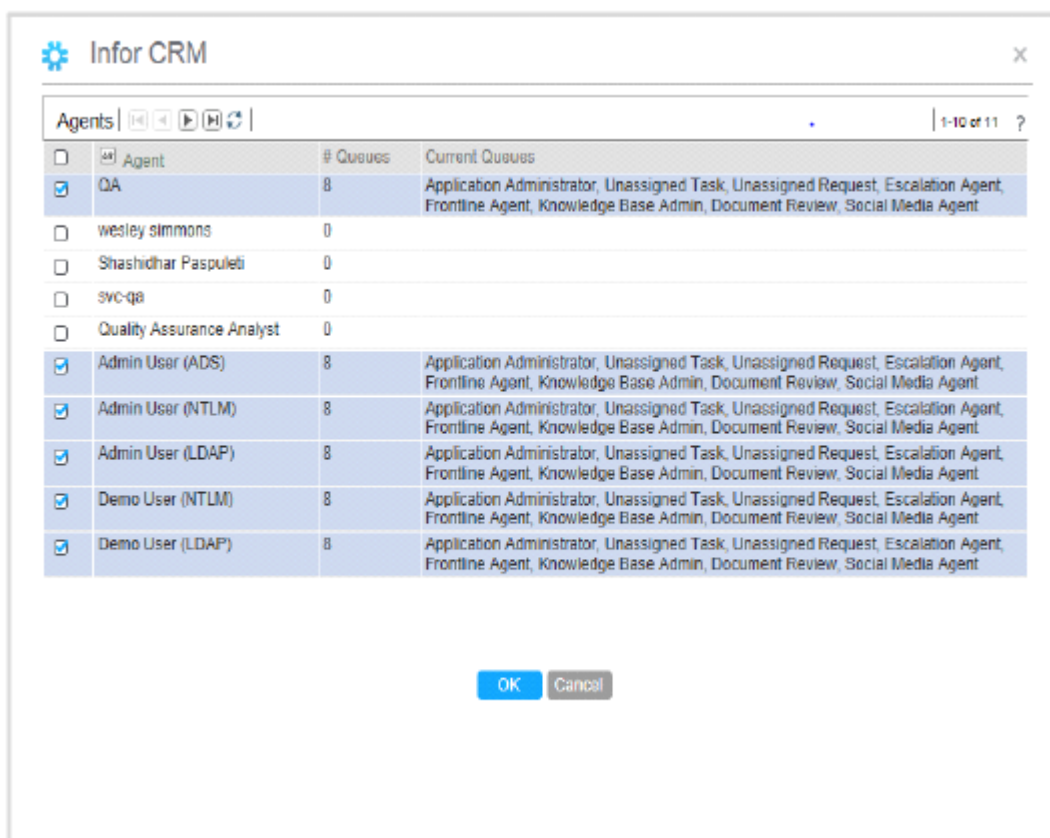 Infor CRM
Agents 1-10 of 11 ?
Agent # Queues Current Queues
QA 8 Application Administrator, Unassigned Task, Unassigned Request, Escalation Agent,
Frontline Agent, Knowledge Base Admin, Document Review, Social Media Agent
wesley simmons 0
Shashidhar Paspuleti 0
svc-qa 0
Quality Assurance Analyst 0
Admin User (ADS) 8 Application Administrator, Unassigned Task, Unassigned Request, Escalation Agent,
Frontline Agent, Knowledge Base Admin, Document Review, Social Media Agent
Admin User (NTLM) 8 Application Administrator, Unassigned Task, Unassigned Request, Escalation Agent,
Frontline Agent, Knowledge Base Admin, Document Review, Social Media Agent
Admin User (LDAP) 8 Application Administrator, Unassigned Task, Unassigned Request, Escalation Agent,
Frontline Agent, Knowledge Base Admin, Document Review, Social Media Agent
Demo User (NTLM) 8 Application Administrator, Unassigned Task, Unassigned Request, Escalation Agent,
Frontline Agent, Knowledge Base Admin, Document Review, Social Media Agent
Demo User (LDAP) 8 Application Administrator, Unassigned Task, Unassigned Request, Escalation Agent,
Frontline Agent, Knowledge Base Admin, Document Review, Social Media Agent
OK Cancel